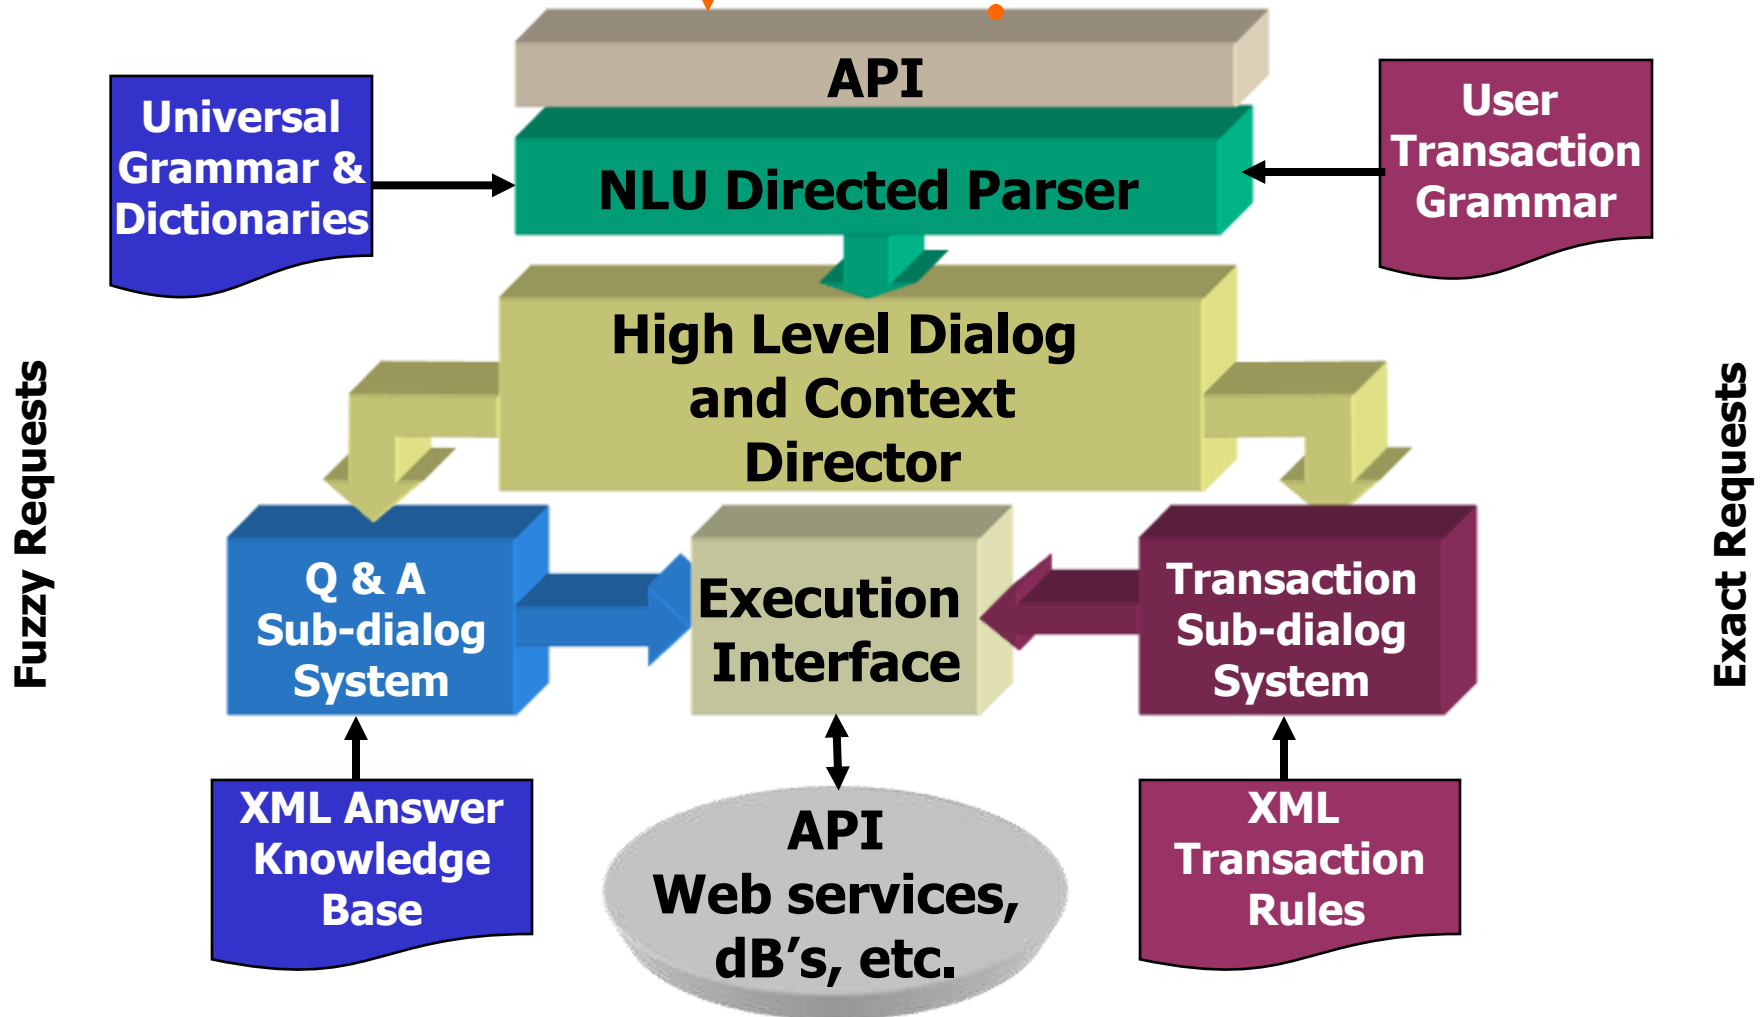 API
Universal
Grammar &
Dictionaries
NLU Directed Parser
User
Transaction
Grammar
High Level Dialog
and Context
Director
Fuzzy Requests
Exact Requests
Q & A
Sub-dialog
System
Execution
Interface
Transaction
Sub-dialog
System
XML Answer
Knowledge
Base
API
Web services,
dB’s, etc.
XML
Transaction
Rules